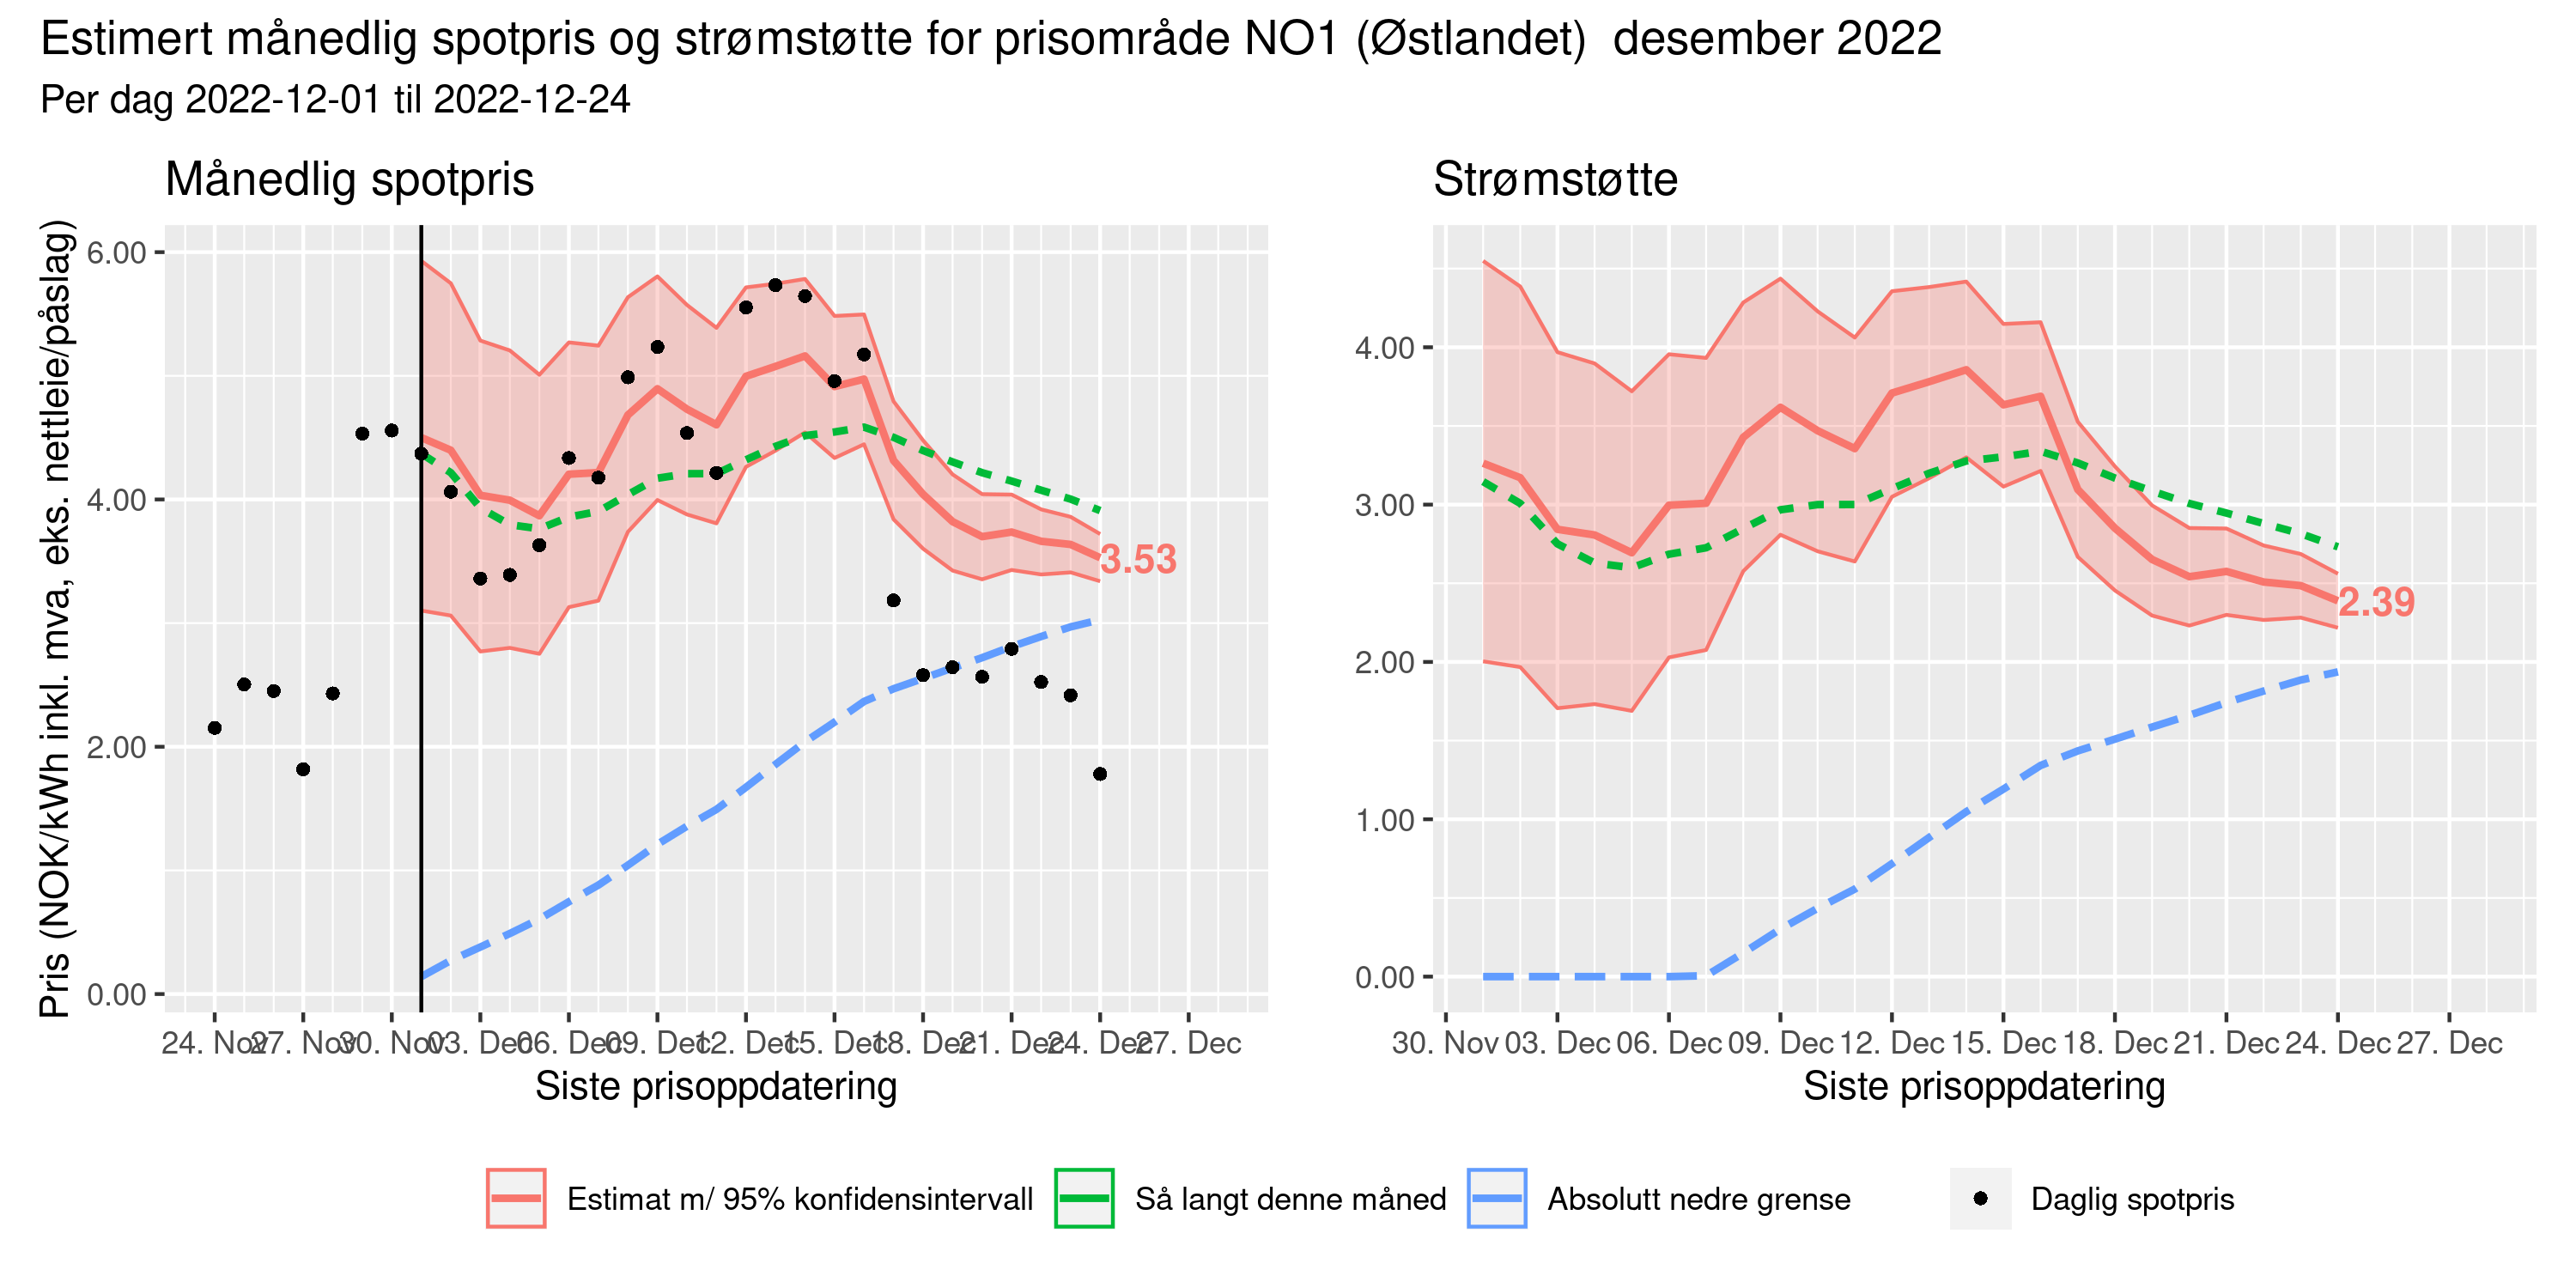 Estimert månedlig spotpris og strømstøtte for prisområde NO1 (Østlandet)  desember 2022
Per dag 2022-12-01 til 2022-12-24
Månedlig spotpris
Pris (NOK/kWh inkl. mva, eks. nettleie/påslag)
6.00
4.00
2.00
0.00
3.53
24. Nov 27. Nov 30. Nov 03. Dec 06. Dec 09. Dec 12. Dec 15. Dec 18. Dec 21. Dec 24. Dec 27. Dec
Siste prisoppdatering
Strømstøtte
4.00
3.00
2.00
1.00
0.00
2.39
30. Nov 03. Dec 06. Dec 09. Dec 12. Dec 15. Dec 18. Dec 21. Dec 24. Dec 27. Dec
Siste prisoppdatering
Estimat m/ 95% konfidensintervall Så langt denne måned Absolutt nedre grense Daglig spotpris